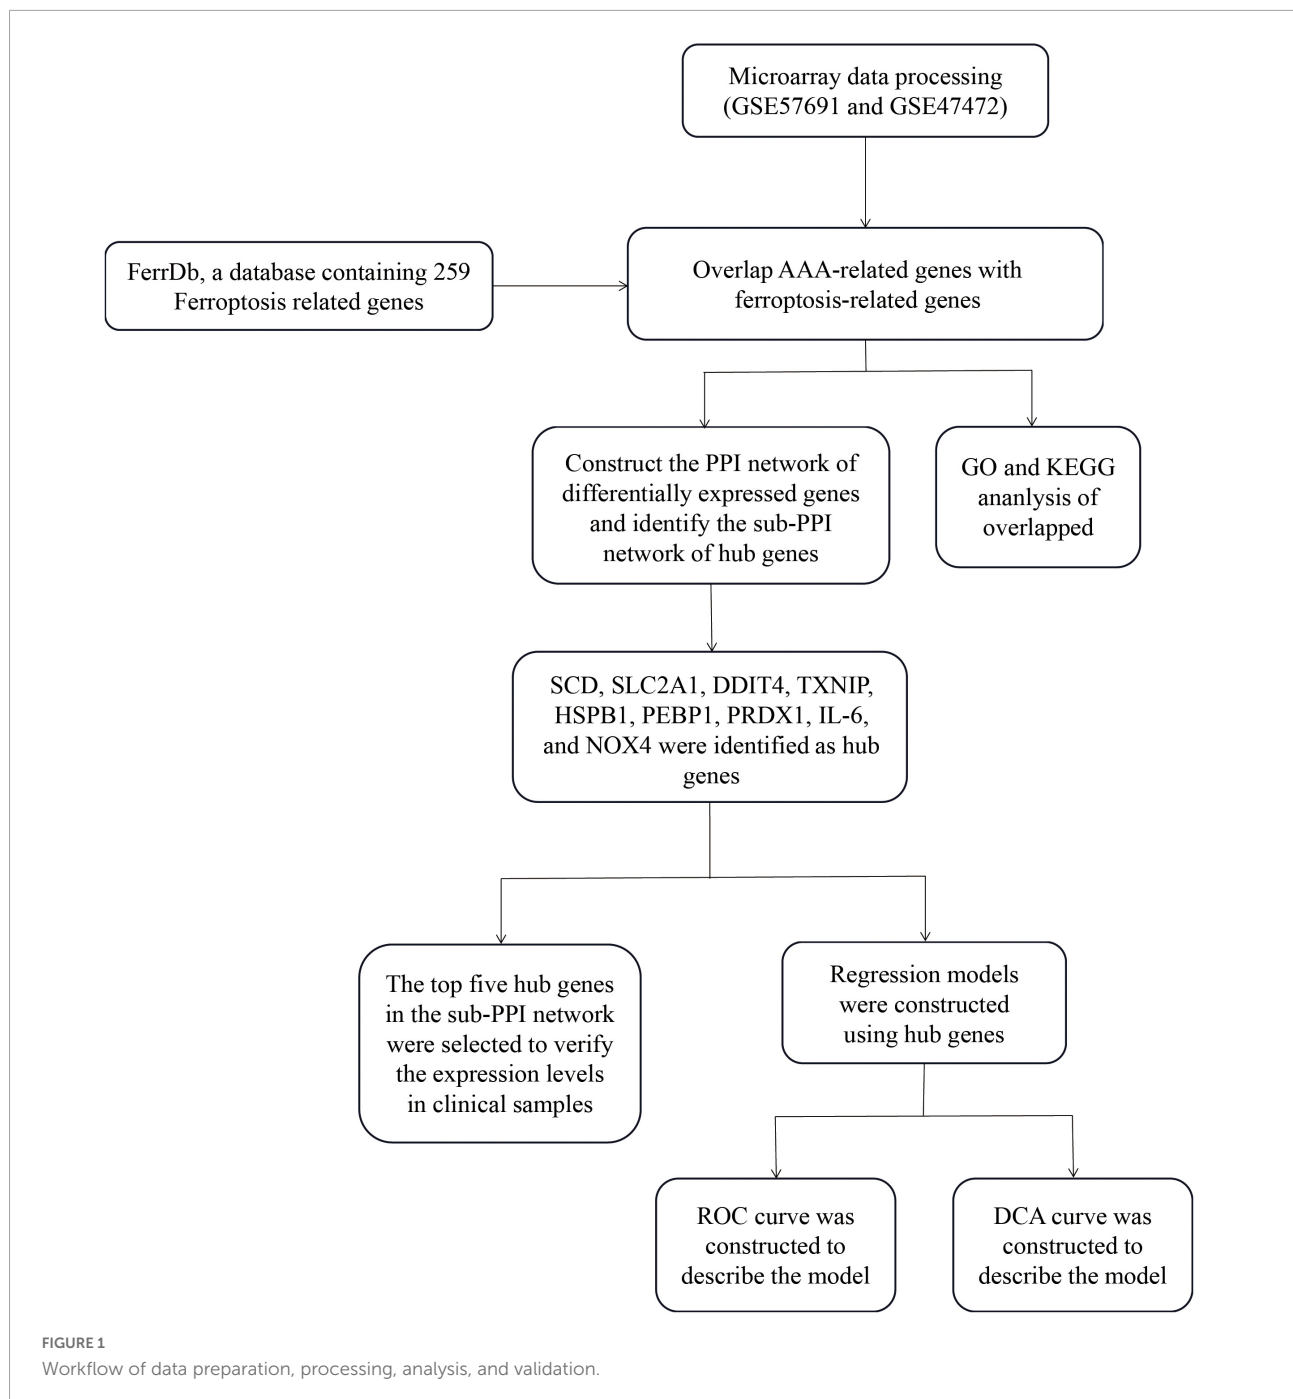 Microarray data processing
(GSE57691 and GSE47472)
FerrDb, a database containing 259
Ferroptosis related genes
Overlap AAA-related genes with
ferroptosis-related genes
Construct the PPI network of
differentially expressed genes
and identify the sub-PPI
network of hub genes
GO and KEGG
ananlysis of
overlapped
SCD, SLC2A1, DDIT4, TXNIP,
HSPB1, PEBP1, PRDX1, IL-6,
and NOX4 were identified as hub
genes
The top five hub genes
in the sub-PPI network
were selected to verify
the expression levels
in clinical samples
Regression models
were constructed
using hub genes
ROC curve was
constructed to
describe the model
DCA curve was
constructed to
describe the model
FIGURE 1
Workflow of data preparation, processing, analysis, and validation.